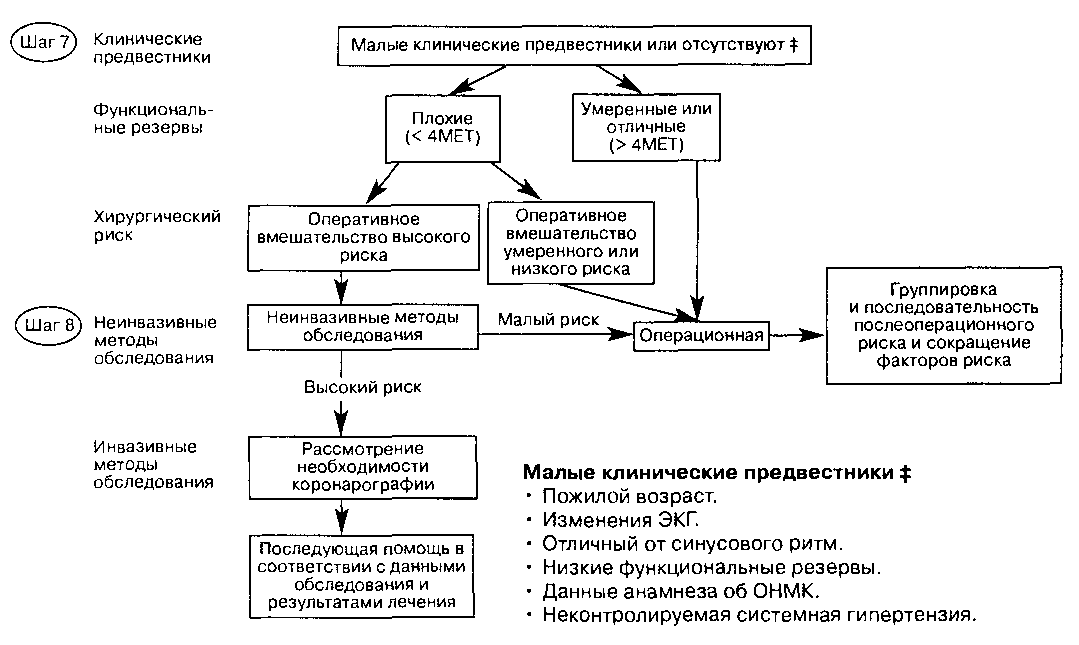 Шаг 7
Клинические
предвестники
Малые клинические предвестники или отсутствуют ‡
Функциональ-
ные резервы
Плохие
(< 4МЕТ)
Умеренные или
отличные
(> 4МЕТ)
Хирургический
риск
Оперативное
вмешательство высокого
риска
Оперативное
вмешательство
умеренного или
низкого риска
Шаг 8
Неинвазивные
методы
обследования
Неинвазивные методы
обследования
Малый риск
Операционная
Группировка
и последовательность
послеоперационного
риска и сокращение
факторов риска
Высокий риск
Инвазивные
методы
обследования
Рассмотрение
необходимости
коронарографии
Последующая помощь в
соответствии с данными
обследования и
результатами лечения
Малые клинические предвестники ‡
· Пожилой возраст.
· Изменения ЭКГ.
· Отличный от синусового ритм.
· Низкие функциональные резервы.
· Данные анамнеза об ОНМК.
· Неконтролируемая системная гипертензия.